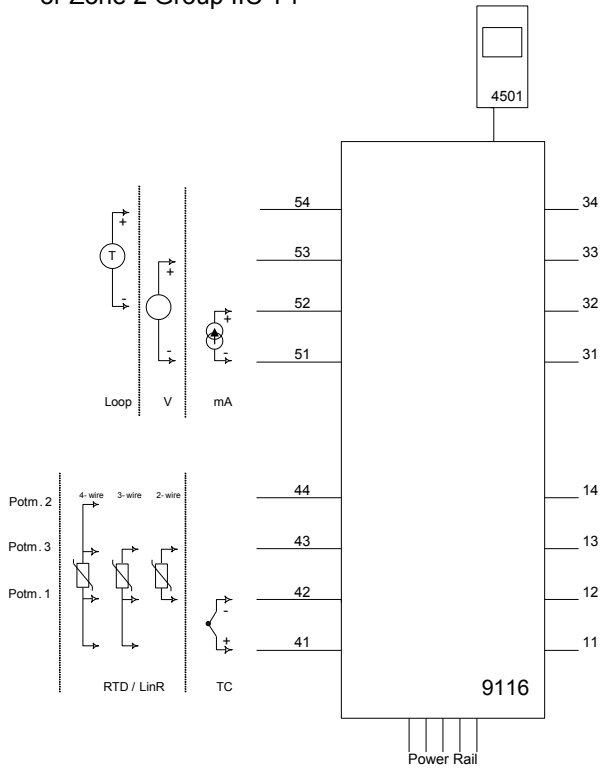 or Zone 2 Group IIC T4
4501
54 34
+
T
53 33
+
52 32
- +
51 31
- -
Loop V mA
44 14
Potm. 2 4- wire 3- wire 2- wire
43 13
Potm. 3
42 12
Potm. 1
-
+
41 11
RTD / LinR TC
9116
Power Rail